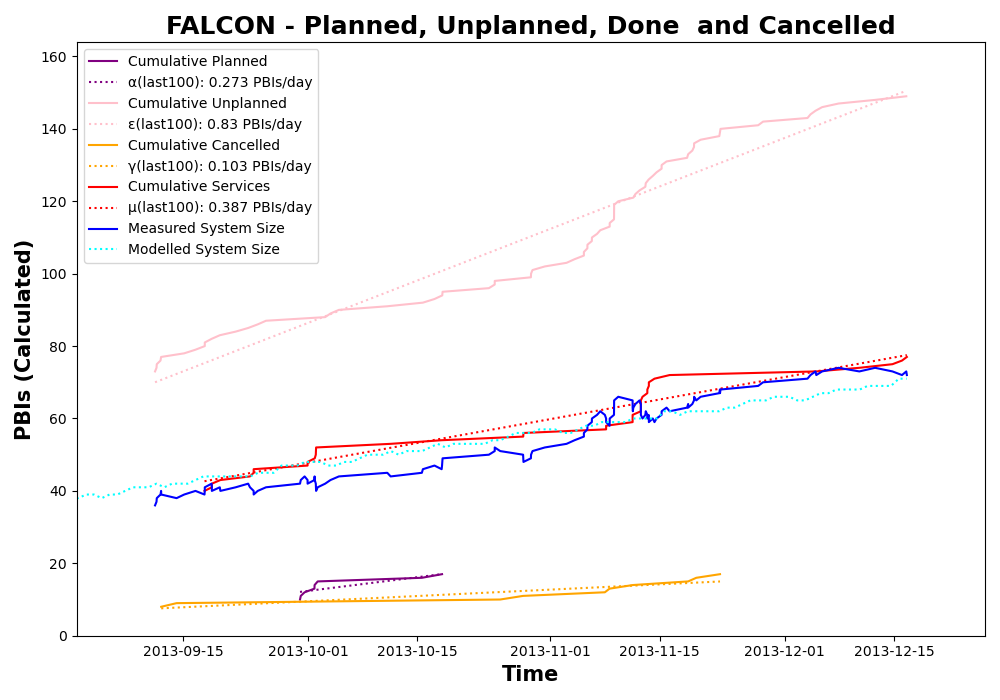 FALCON - Planned, Unplanned, Done  and Cancelled
160
140
120
100
80
60
40
20
0
PBIs (Calculated)
Cumulative Planned
α(last100): 0.273 PBIs/day
Cumulative Unplanned
ε(last100): 0.83 PBIs/day
Cumulative Cancelled
γ(last100): 0.103 PBIs/day
Cumulative Services
μ(last100): 0.387 PBIs/day
Measured System Size
Modelled System Size
2013-09-15
2013-10-01
2013-10-15
2013-11-01
2013-11-15
2013-12-01
2013-12-15
Time